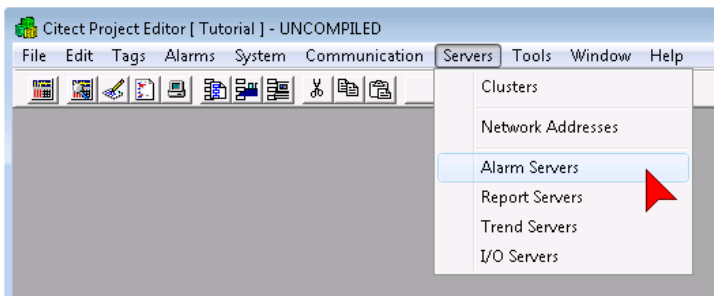 Citect Project Editor [ Tutorial ] - UNCOMPILED
File Edit Tags Alarms System Communication Servers Tools Window Help
Clusters
Network Addresses
Alarm Servers
Report Servers
Trend Servers
I/O Servers